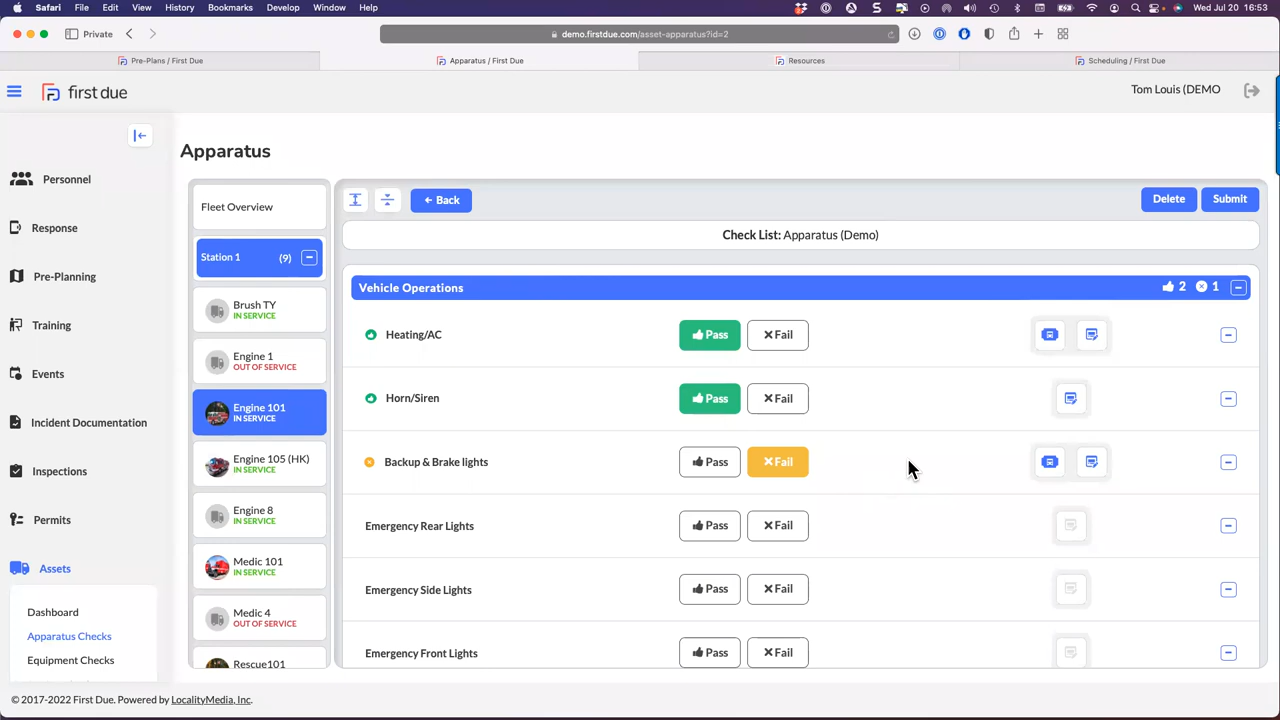 Safari File Edit View History Bookmarks Develop Window Help Wed Jul 20 16:53
Private demo.firstdue.com/asset-apparatus?id=2
Pre-Plans / First Due Apparatus / First Due Resources Scheduling / First Due
first due Tom Louis (DEMO
Apparatus
Personnel
Response
Pre-Planning
Training
Events
Incident Documentation
Inspections
Permits
Assets
Dashboard
Apparatus Checks
Equipment Checks
Fleet Overview
Station 1 (9)
Brush TY
IN SERVICE
Engine 1
OUT OF SERVICE
Engine 101
IN SERVICE
Engine 105 (HK)
IN SERVICE
Engine 8
IN SERVICE
Medic 101
IN SERVICE
Medic 4
OUT OF SERVICE
Rescue101
Back Delete Submit
Check List: Apparatus (Demo)
Vehicle Operations 2 1
Heating/AC Pass Fail
Horn/Siren Pass Fail
Backup & Brake lights Pass Fail
Emergency Rear Lights Pass Fail
Emergency Side Lights Pass Fail
Emergency Front Lights Pass Fail
© 2017-2022 First Due. Powered by LocalityMedia, Inc.